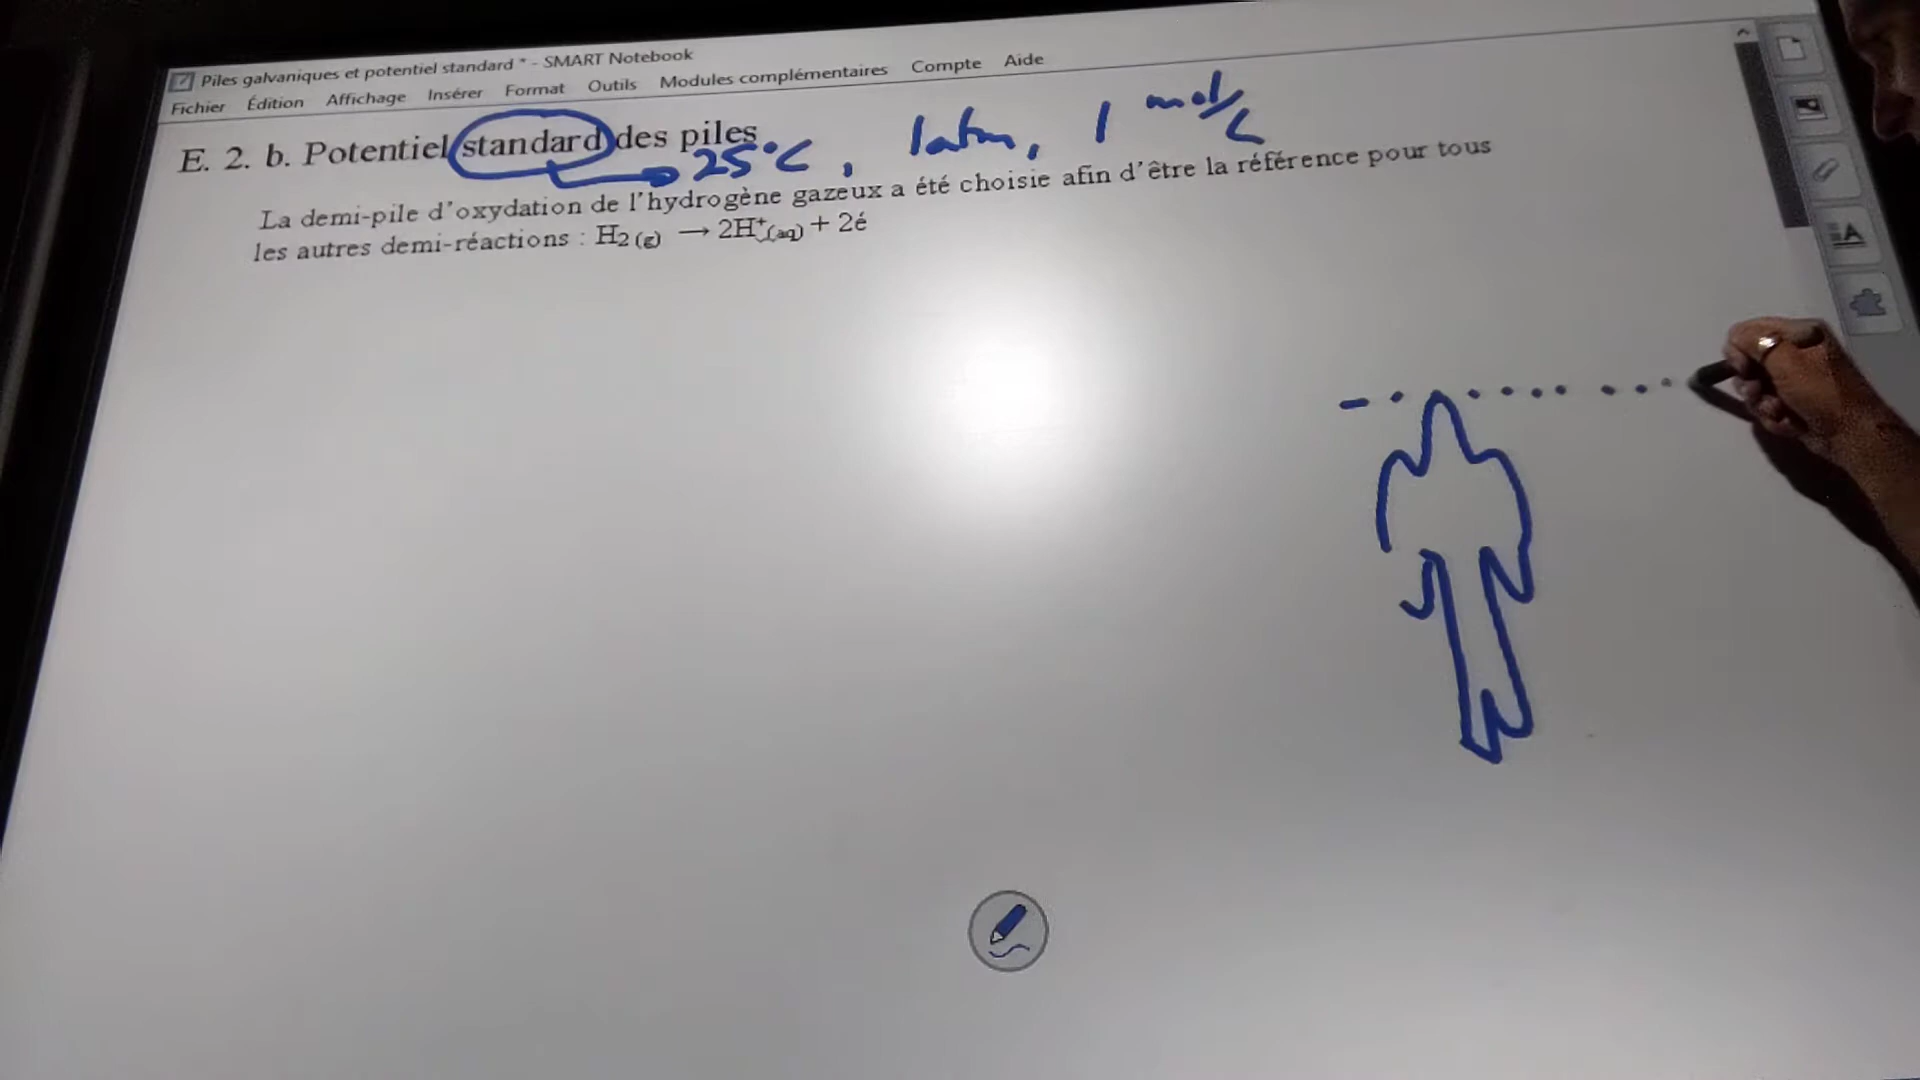 Piles galvaniques et potentiel standard * - SMART Notebook
Fichier Édition Affichage Insérer Format Outils Modules complémentaires Compte Aide
E. 2. b. Potentiel standard des piles
25°C, 1atm, 1 mol/L
La demi-pile d'oxydation de l'hydrogène gazeux a été choisie afin d'être la référence pour tous
les autres demi-réactions : H2 (g) → 2H+(aq) + 2é